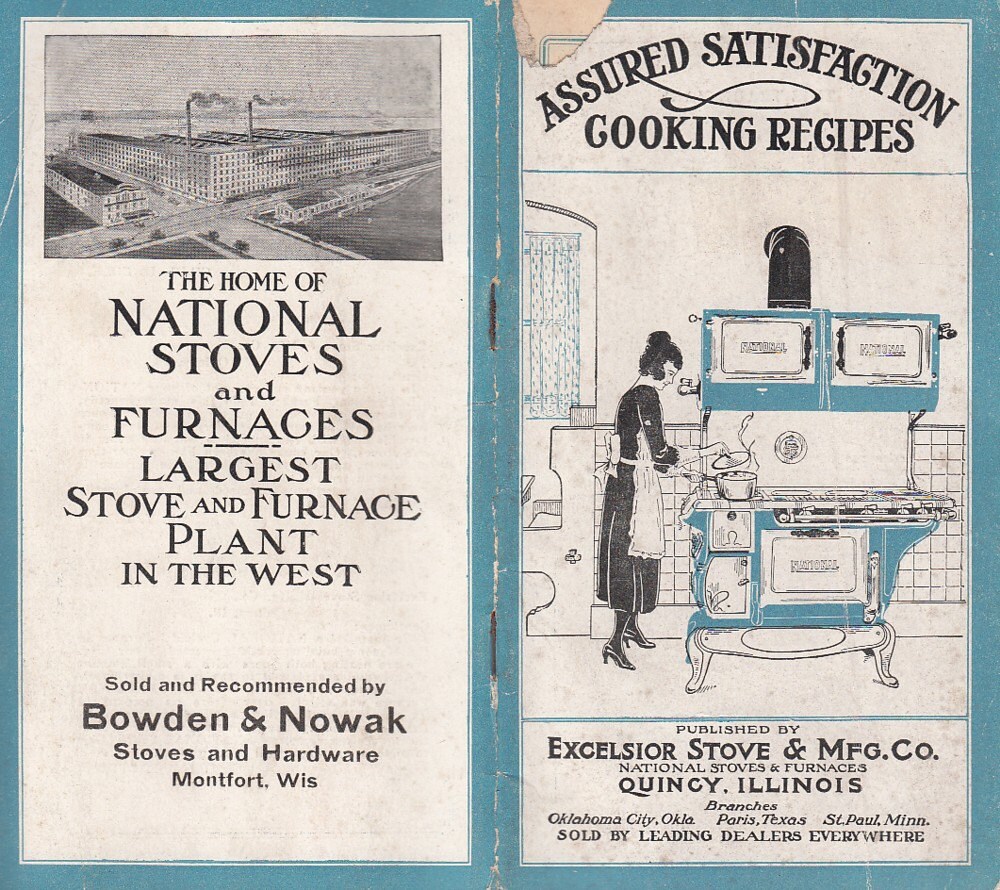 THE HOME OF
NATIONAL
STOVES
and
FURNACES
LARGEST
STOVE AND FURNACE
PLANT
IN THE WEST
Sold and Recommended by
Bowden & Nowak
Stoves and Hardware
Montfort, Wis
ASSURED SATISFACTION
COOKING RECIPES
NATIONAL
NATIONAL
NATIONAL
PUBLISHED BY
EXCELSIOR STOVE & MFG. CO.
NATIONAL STOVES & FURNACES
QUINCY, ILLINOIS
Branches
Oklahoma City, Okla. Paris, Texas St. Paul, Minn.
SOLD BY LEADING DEALERS EVERYWHERE